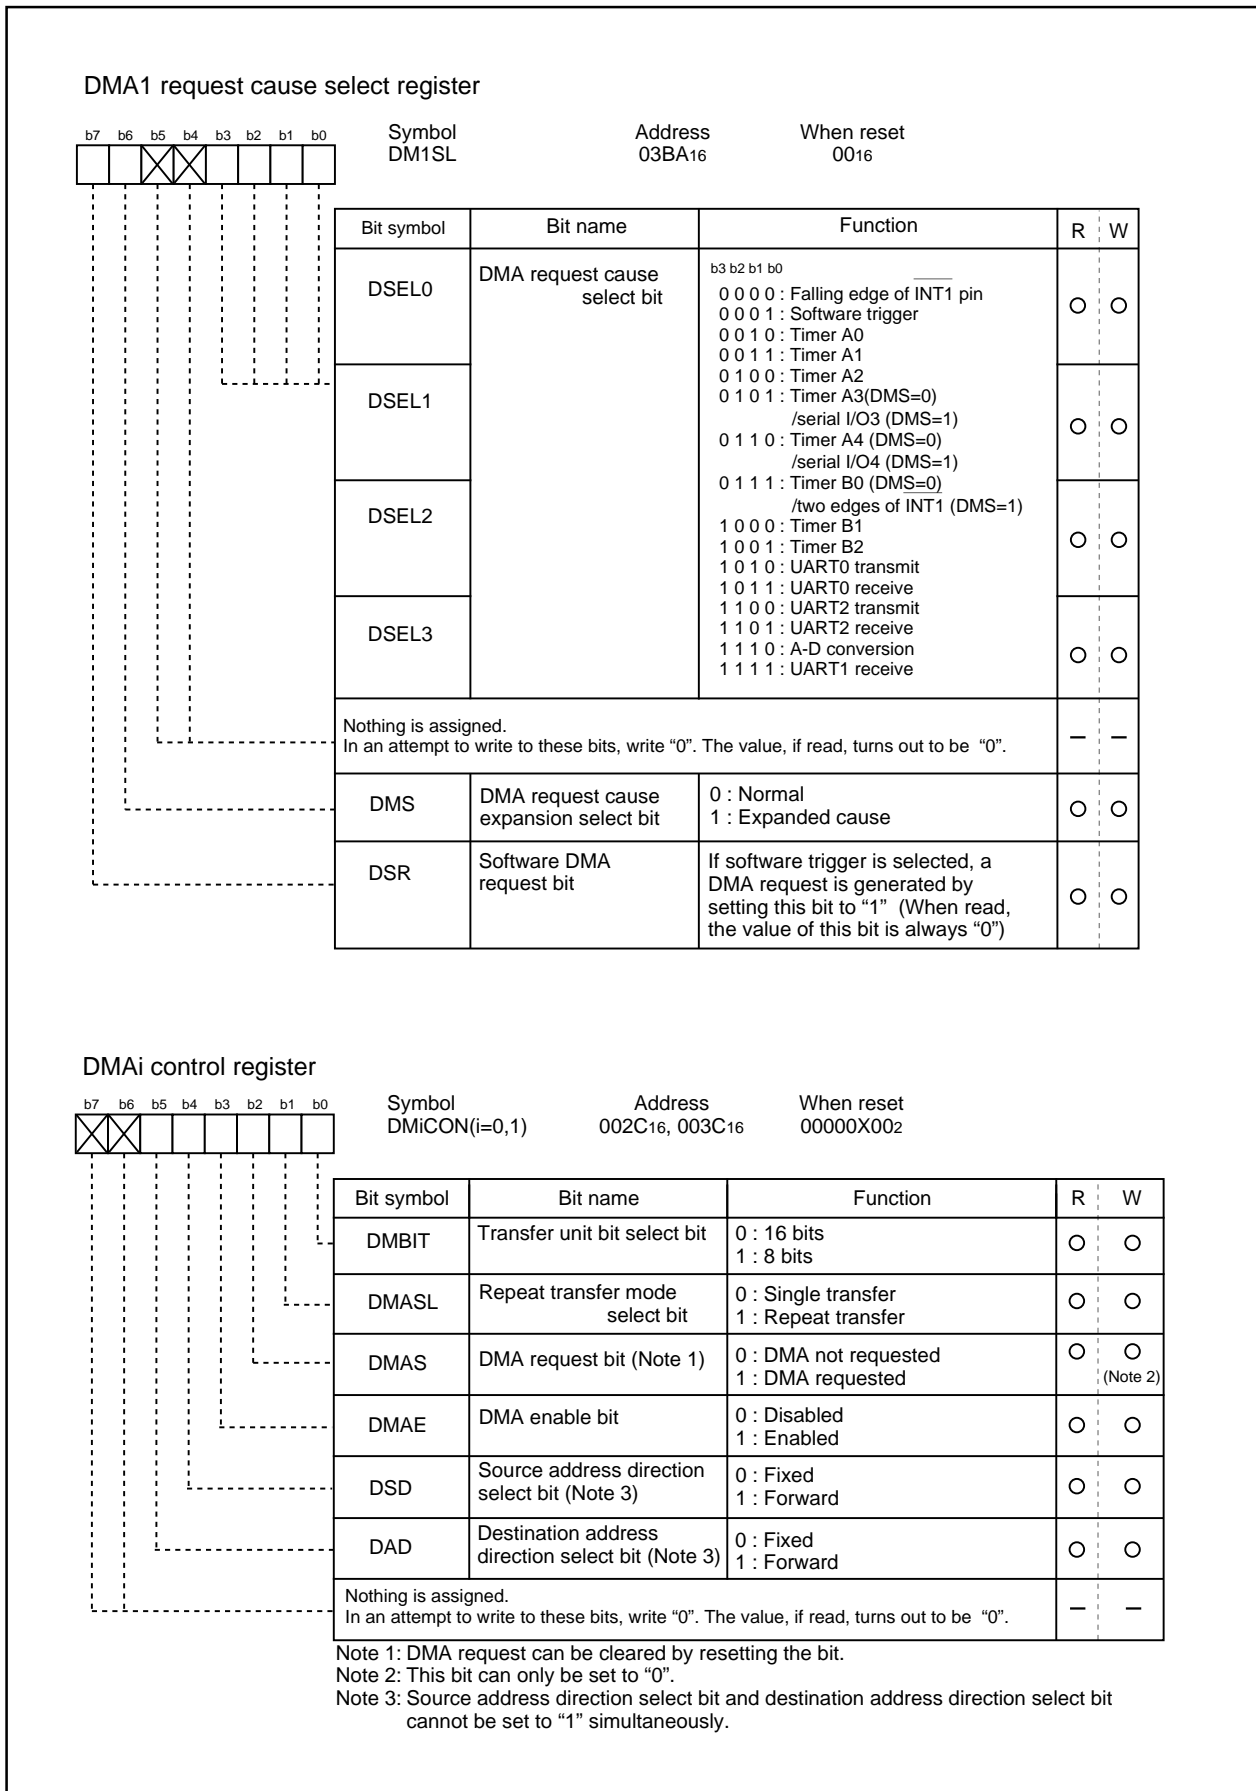 DMA1 request cause select register
b7 b6 b5 b4 b3 b2 b1 b0
Symbol Address When reset
DM1SL 03BA16 0016
Bit symbol Bit name Function R W
DSEL0 DMA request cause select bit
b3 b2 b1 b0
0 0 0 0 : Falling edge of INT1 pin
0 0 0 1 : Software trigger
0 0 1 0 : Timer A0
0 0 1 1 : Timer A1
0 1 0 0 : Timer A2
DSEL1
0 1 0 1 : Timer A3(DMS=0)
/serial I/O3 (DMS=1)
0 1 1 0 : Timer A4 (DMS=0)
/serial I/O4 (DMS=1)
0 1 1 1 : Timer B0 (DMS=0)
/two edges of INT1 (DMS=1)
DSEL2
1 0 0 0 : Timer B1
1 0 0 1 : Timer B2
1 0 1 0 : UART0 transmit
1 0 1 1 : UART0 receive
1 1 0 0 : UART2 transmit
DSEL3
1 1 0 1 : UART2 receive
1 1 1 0 : A-D conversion
1 1 1 1 : UART1 receive
Nothing is assigned.
In an attempt to write to these bits, write “0”. The value, if read, turns out to be “0”.
DMS
DMA request cause
expansion select bit
0 : Normal
1 : Expanded cause
DSR
Software DMA
request bit
If software trigger is selected, a
DMA request is generated by
setting this bit to “1” (When read,
the value of this bit is always “0”)
DMAi control register
b7 b6 b5 b4 b3 b2 b1 b0
Symbol Address When reset
DMiCON(i=0,1) 002C16, 003C16 00000X002
Bit symbol Bit name Function R W
DMBIT
Transfer unit bit select bit
0 : 16 bits
1 : 8 bits
DMASL
Repeat transfer mode
select bit
0 : Single transfer
1 : Repeat transfer
DMAS
DMA request bit (Note 1)
0 : DMA not requested
1 : DMA requested
(Note 2)
DMAE
DMA enable bit
0 : Disabled
1 : Enabled
DSD
Source address direction
select bit (Note 3)
0 : Fixed
1 : Forward
DAD
Destination address
direction select bit (Note 3)
0 : Fixed
1 : Forward
Nothing is assigned.
In an attempt to write to these bits, write “0”. The value, if read, turns out to be “0”.
Note 1: DMA request can be cleared by resetting the bit.
Note 2: This bit can only be set to “0”.
Note 3: Source address direction select bit and destination address direction select bit
cannot be set to “1” simultaneously.